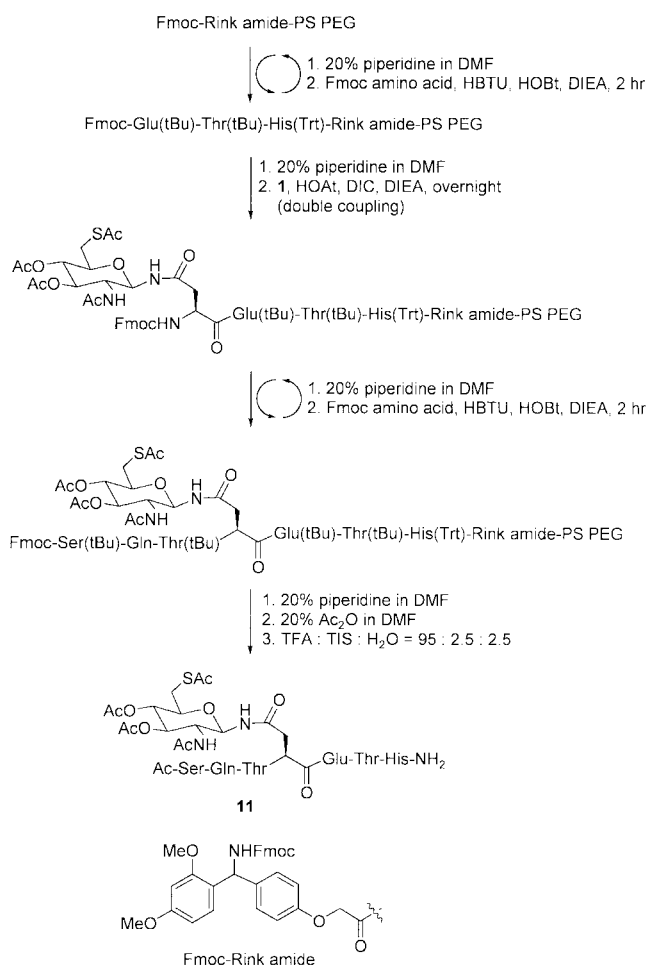 Fmoc-Rink amide-PS PEG
1. 20% piperidine in DMF
2. Fmoc amino acid, HBTU, HOBt, DIEA, 2 hr
Fmoc-Glu(tBu)-Thr(tBu)-His(Trt)-Rink amide-PS PEG
1. 20% piperidine in DMF
2. 1, HOAt, DIC, DIEA, overnight
(double coupling)
SAc
AcO
AcO
O
AcNH
H
N
O
FmocHN
O
Glu(tBu)-Thr(tBu)-His(Trt)-Rink amide-PS PEG
1. 20% piperidine in DMF
2. Fmoc amino acid, HBTU, HOBt, DIEA, 2 hr
SAc
AcO
AcO
O
AcNH
H
N
O
Fmoc-Ser(tBu)-Gln-Thr(tBu)
O
Glu(tBu)-Thr(tBu)-His(Trt)-Rink amide-PS PEG
1. 20% piperidine in DMF
2. 20% Ac2O in DMF
3. TFA : TIS : H2O = 95 : 2.5 : 2.5
SAc
AcO
AcO
O
AcNH
H
N
O
Ac-Ser-Gln-Thr
O
Glu-Thr-His-NH2
11
MeO
NHFmoc
MeO
O
O
Fmoc-Rink amide